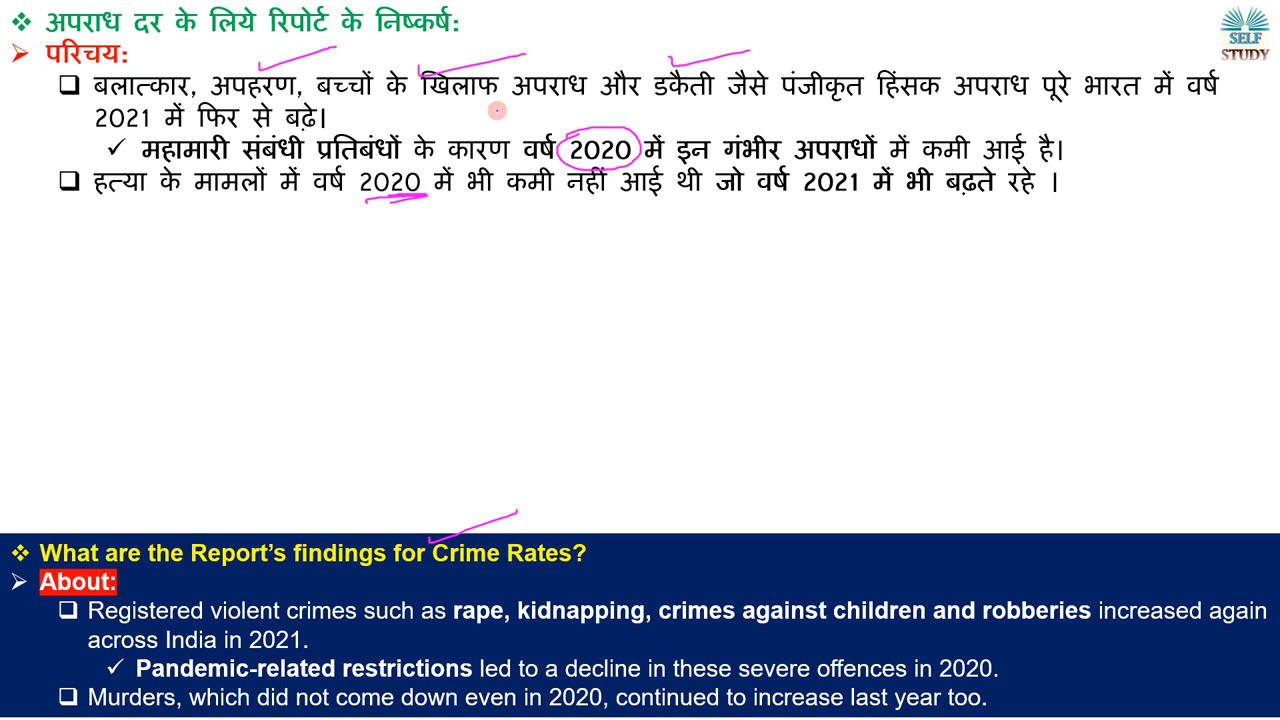 ❖ अपराध दर के लिये रिपोर्ट के निष्कर्ष:
SELF
STUDY
➢ परिचय:
❑ बलात्कार, अपहरण, बच्चों के खिलाफ अपराध और डकैती जैसे पंजीकृत हिंसक अपराध पूरे भारत में वर्ष
2021 में फिर से बढ़े।
✓ महामारी संबंधी प्रतिबंधों के कारण वर्ष 2020 में इन गंभीर अपराधों में कमी आई है।
❑ हत्या के मामलों में वर्ष 2020 में भी कमी नहीं आई थी जो वर्ष 2021 में भी बढ़ते रहे ।
❖ What are the Report’s findings for Crime Rates?
➢ About:
❑ Registered violent crimes such as rape, kidnapping, crimes against children and robberies increased again
across India in 2021.
✓ Pandemic-related restrictions led to a decline in these severe offences in 2020.
❑ Murders, which did not come down even in 2020, continued to increase last year too.